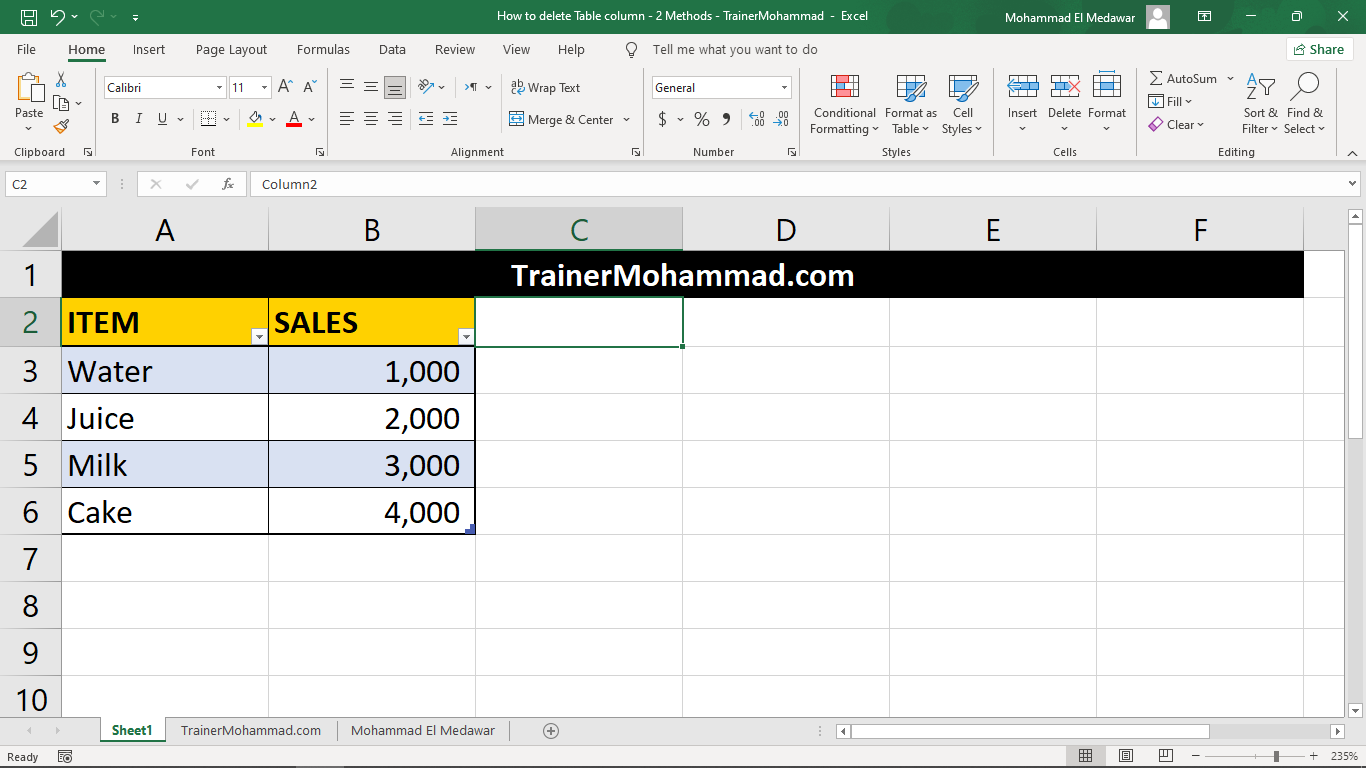 How to delete Table column - 2 Methods - TrainerMohammad - Excel
Mohammad El Medawar
File Home Insert Page Layout Formulas Data Review View Help Tell me what you want to do
Share
Paste
Calibri 11 A A
B I U A
ab Wrap Text
Merge & Center
General
$ % 9 .00 .00
Conditional Formatting
Format as Table
Cell Styles
Insert Delete Format
AutoSum
Fill
Clear
Sort & Filter
Find & Select
Clipboard Font Alignment Number Styles Cells Editing
C2 fx Column2
A B C D E F
1 TrainerMohammad.com
2 ITEM SALES
3 Water 1,000
4 Juice 2,000
5 Milk 3,000
6 Cake 4,000
7
8
9
10
Sheet1 TrainerMohammad.com Mohammad El Medawar
Ready 235%